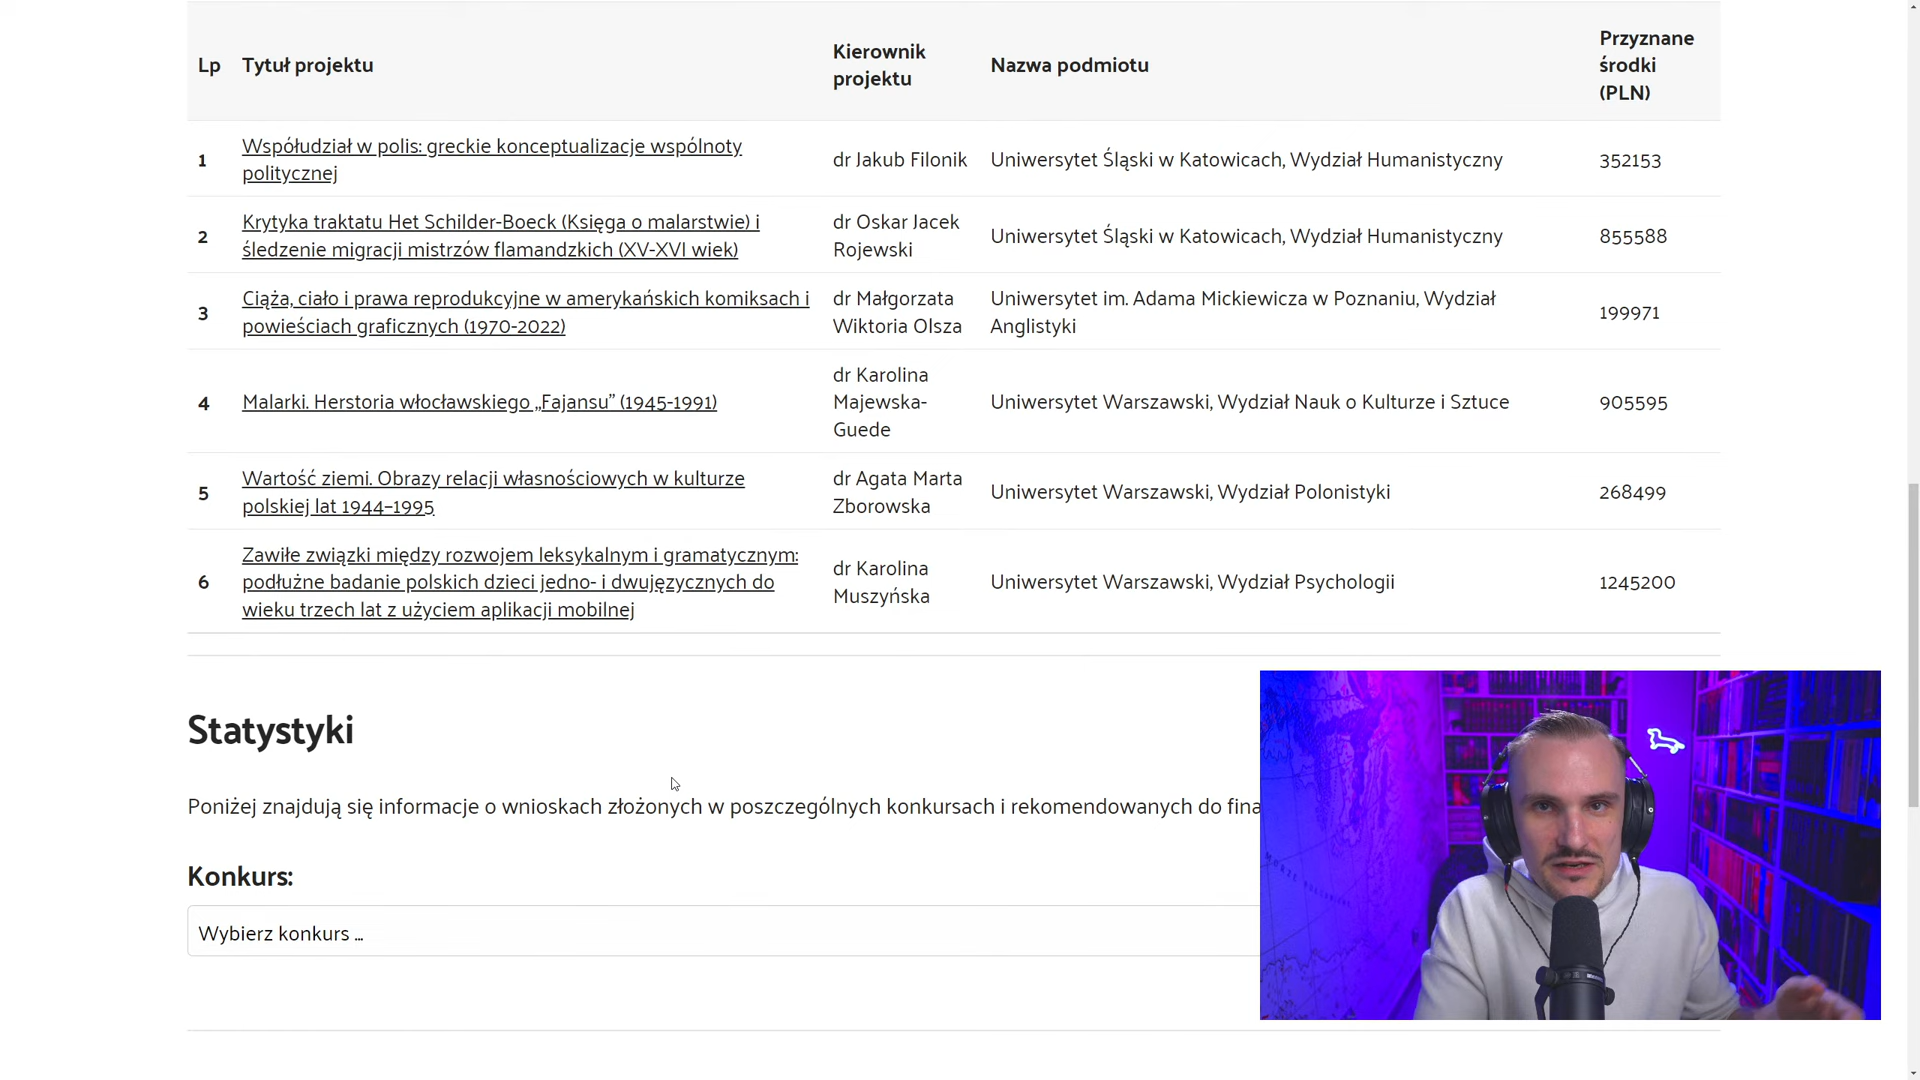 Lp Tytuł projektu Kierownik projektu Nazwa podmiotu Przyznane środki (PLN)
1 Współudział w polis: greckie konceptualizacje wspólnoty politycznej dr Jakub Filonik Uniwersytet Śląski w Katowicach, Wydział Humanistyczny 352153
2 Krytyka traktatu Het Schilder-Boeck (Księga o malarstwie) i śledzenie migracji mistrzów flamandzkich (XV-XVI wiek) dr Oskar Jacek Rojewski Uniwersytet Śląski w Katowicach, Wydział Humanistyczny 855588
3 Ciąża, ciało i prawa reprodukcyjne w amerykańskich komiksach i powieściach graficznych (1970-2022) dr Małgorzata Wiktoria Olsza Uniwersytet im. Adama Mickiewicza w Poznaniu, Wydział Anglistyki 199971
4 Malarki. Herstoria włocławskiego „Fajansu” (1945-1991) dr Karolina Majewska-Guede Uniwersytet Warszawski, Wydział Nauk o Kulturze i Sztuce 905595
5 Wartość ziemi. Obrazy relacji własnościowych w kulturze polskiej lat 1944–1995 dr Agata Marta Zborowska Uniwersytet Warszawski, Wydział Polonistyki 268499
6 Zawiłe związki między rozwojem leksykalnym i gramatycznym: podłużne badanie polskich dzieci jedno- i dwujęzycznych do wieku trzech lat z użyciem aplikacji mobilnej dr Karolina Muszyńska Uniwersytet Warszawski, Wydział Psychologii 1245200
Statystyki
Poniżej znajdują się informacje o wnioskach złożonych w poszczególnych konkursach i rekomendowanych do fina
Konkurs:
Wybierz konkurs ...